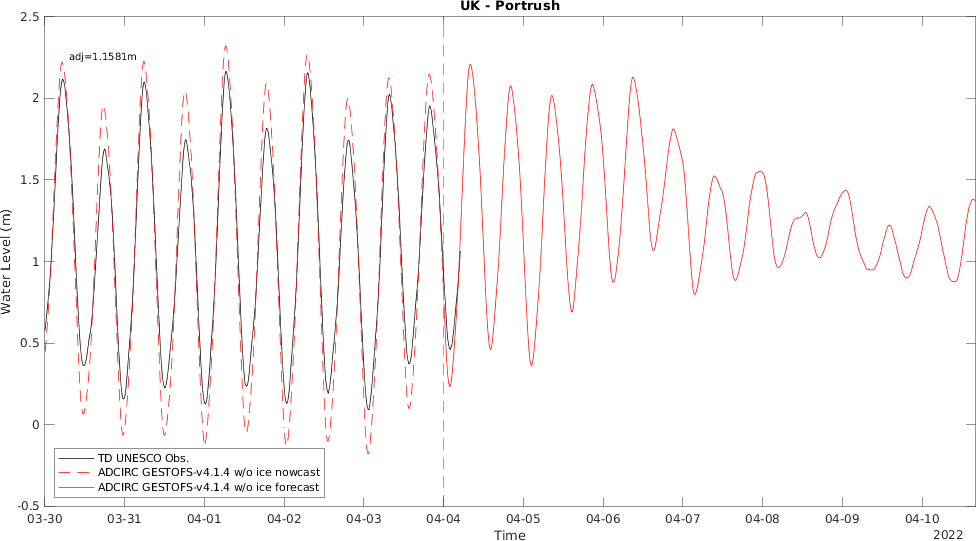 UK - Portrush
adj=1.1581m
2.5
2
1.5
1
0.5
0
-0.5
Water Level (m)
TD UNESCO Obs.
ADCIRC GESTOFS-v4.1.4 w/o ice nowcast
ADCIRC GESTOFS-v4.1.4 w/o ice forecast
03-30 03-31 04-01 04-02 04-03 04-04 04-05 04-06 04-07 04-08 04-09 04-10
Time
2022